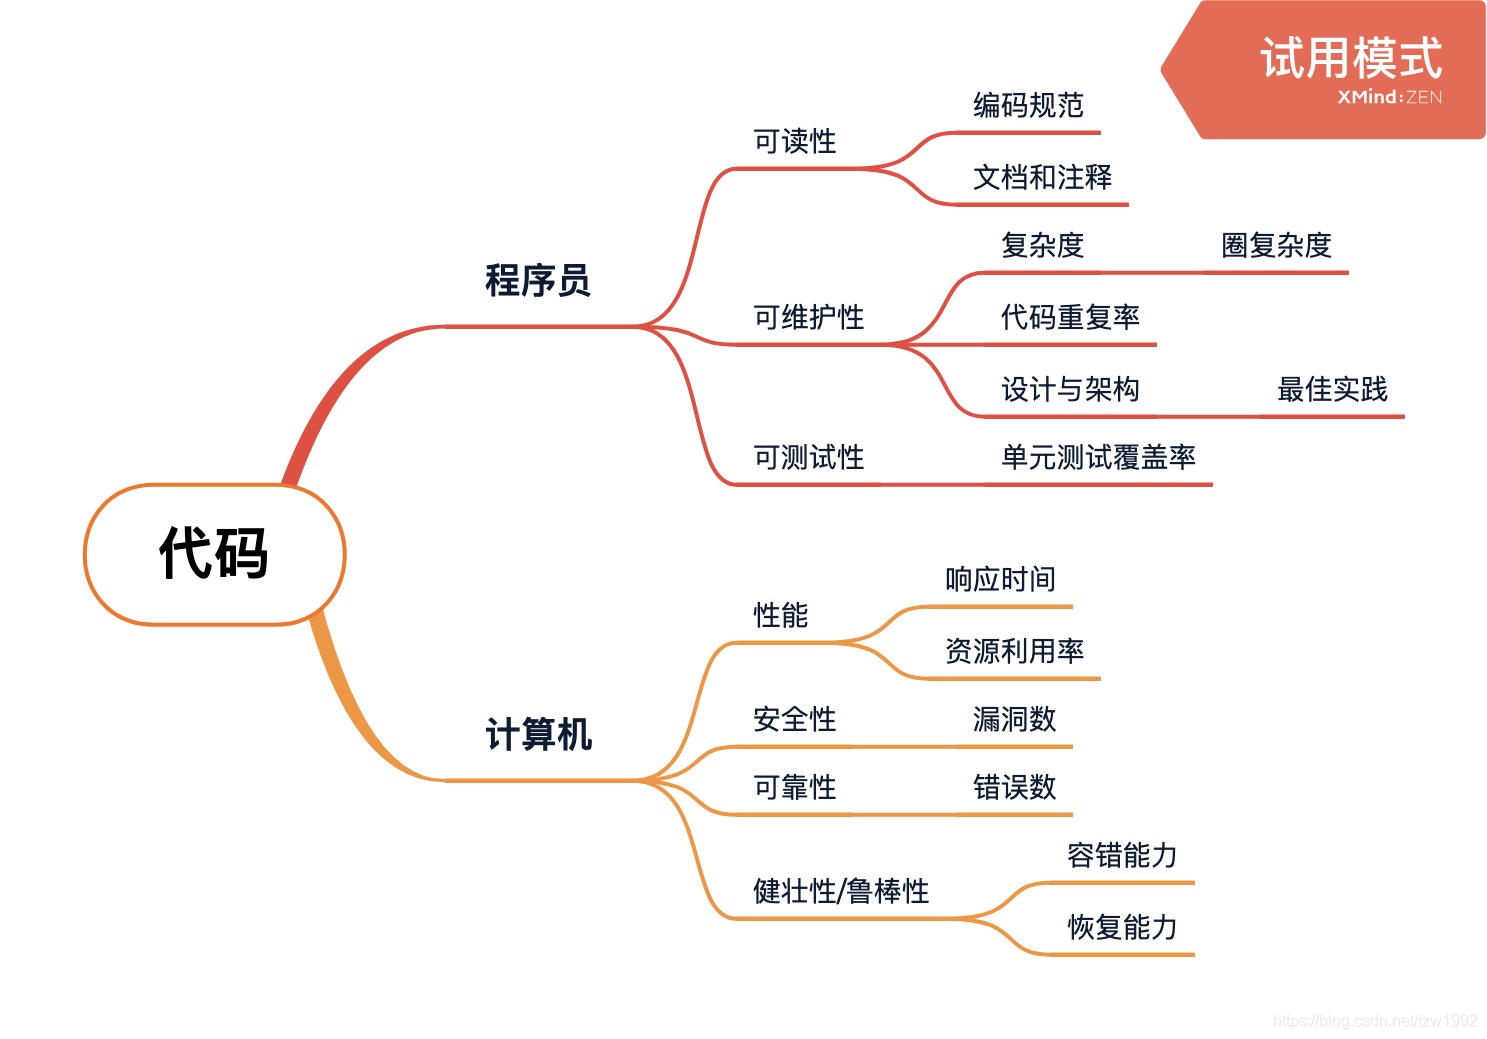 试用模式
XMind:ZEN
代码
程序员
可读性
编码规范
文档和注释
可维护性
复杂度
圈复杂度
代码重复率
设计与架构
最佳实践
可测试性
单元测试覆盖率
计算机
性能
响应时间
资源利用率
安全性
漏洞数
可靠性
错误数
健壮性/鲁棒性
容错能力
恢复能力
https://blog.csdn.net/tzw1992